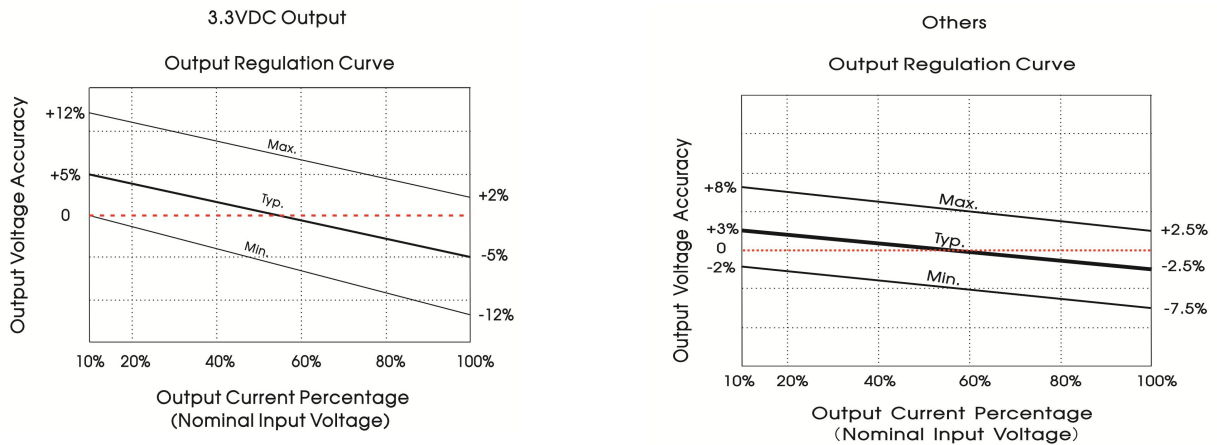 3.3VDC Output
Output Regulation Curve
Output Voltage Accuracy
+12%
+5%
0
Max.
Typ.
Min.
+2%
-5%
-12%
10% 20% 40% 60% 80% 100%
Output Current Percentage
(Nominal Input Voltage)
Others
Output Regulation Curve
Output Voltage Accuracy
+8%
+3%
0
-2%
Max.
Typ.
Min.
+2.5%
-2.5%
-7.5%
10% 20% 40% 60% 80% 100%
Output Current Percentage
(Nominal Input Voltage)